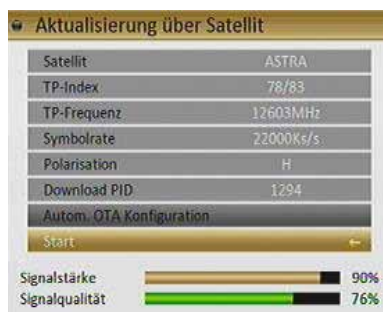 Aktualisierung über Satellit
Satellit ASTRA
TP-Index 78/83
TP-Frequenz 12603MHz
Symbolrate 22000Ks/s
Polarisation H
Download PID 1294
Autom. OTA Konfiguration
Start
Signalstärke 90%
Signalqualität 76%